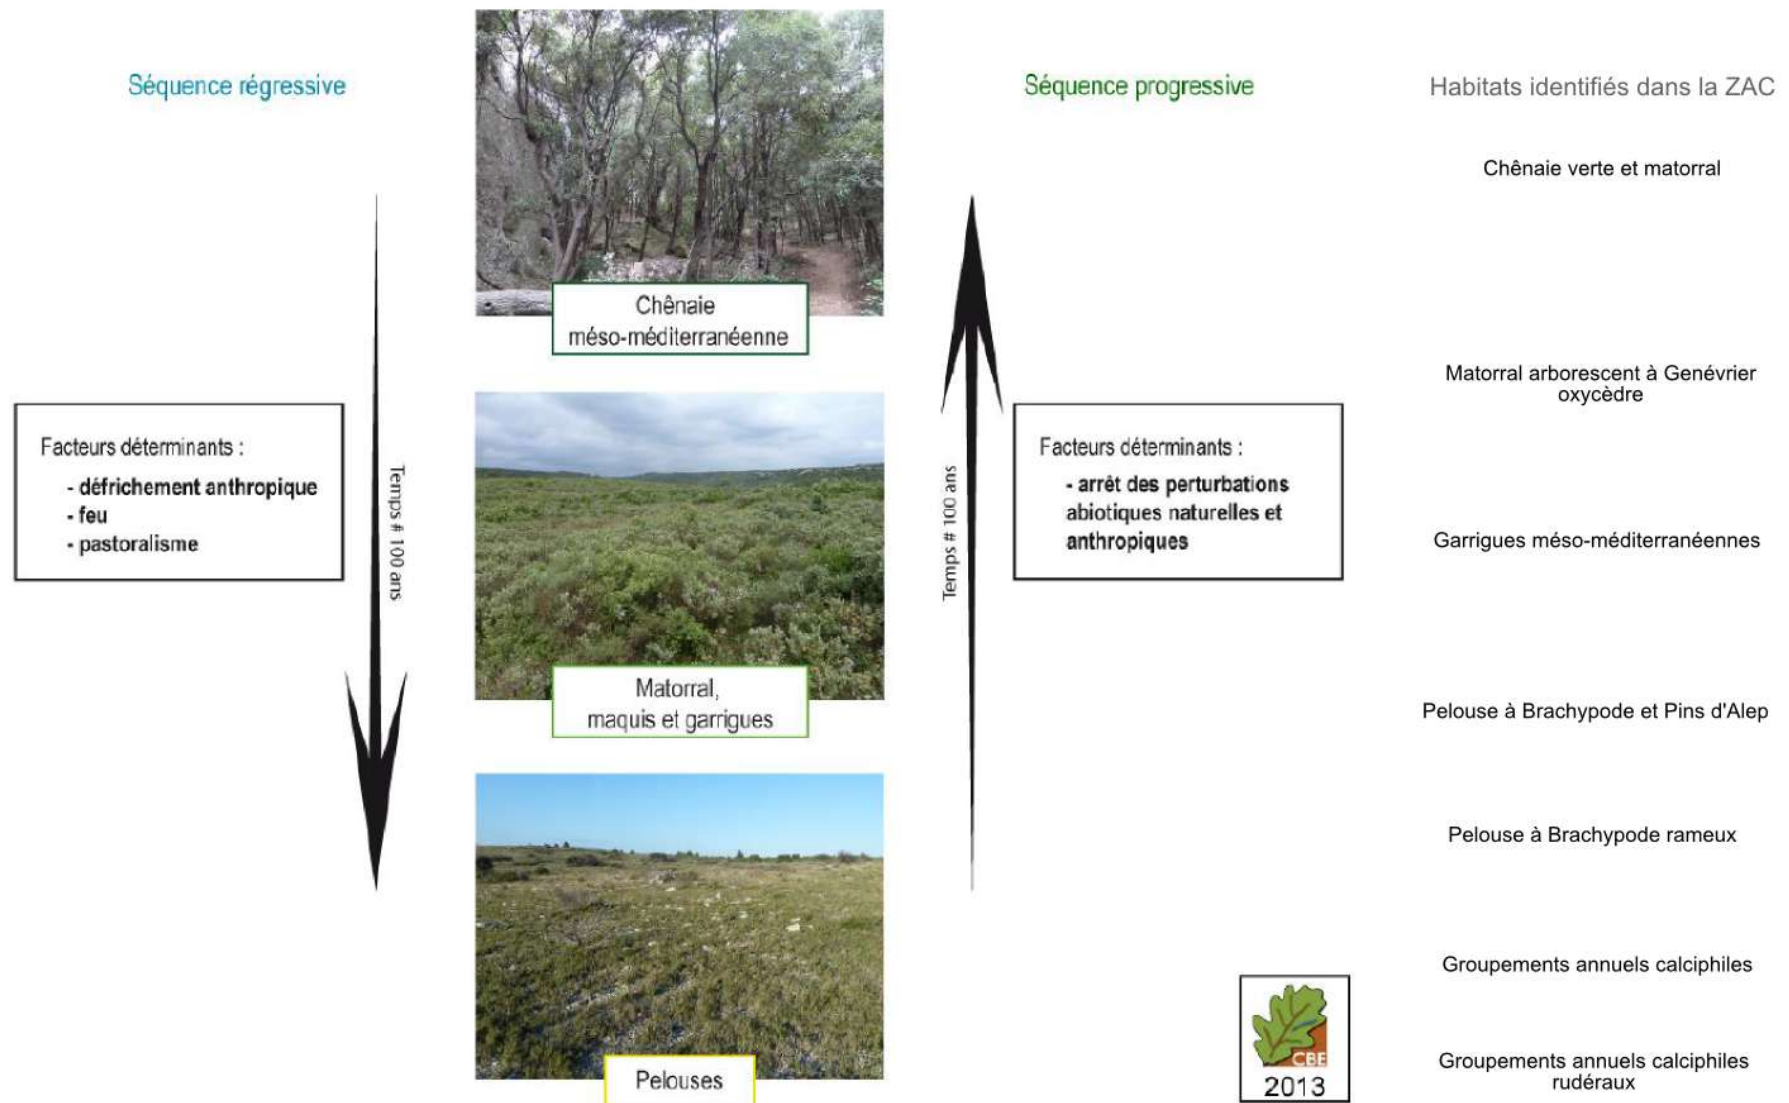 Séquence régressive
Séquence progressive
Habitats identifiés dans la ZAC
Chênaie
méso-méditerranéenne
Matorral,
maquis et garrigues
Pelouses
Facteurs déterminants :
- défrichement anthropique
- feu
- pastoralisme
Temps # 100 ans
Temps # 100 ans
Facteurs déterminants :
- arrêt des perturbations
abiotiques naturelles et
anthropiques
Chênaie verte et matorral
Matorral arborescent à Genévrier
oxycèdre
Garrigues méso-méditerranéennes
Pelouse à Brachypode et Pins d'Alep
Pelouse à Brachypode rameux
Groupements annuels calciphiles
Groupements annuels calciphiles
rudéraux
CBE
2013